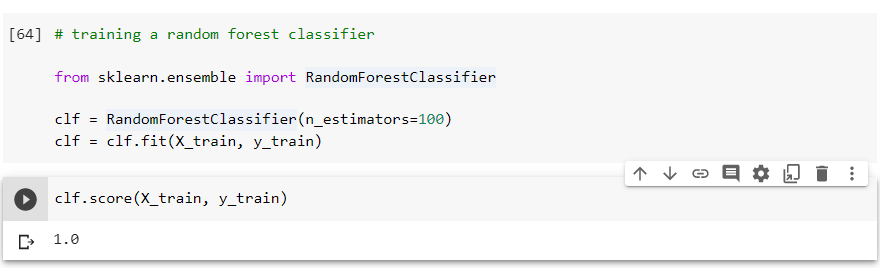 [64] # training a random forest classifier
from sklearn.ensemble import RandomForestClassifier
clf = RandomForestClassifier(n_estimators=100)
clf = clf.fit(X_train, y_train)
clf.score(X_train, y_train)
1.0